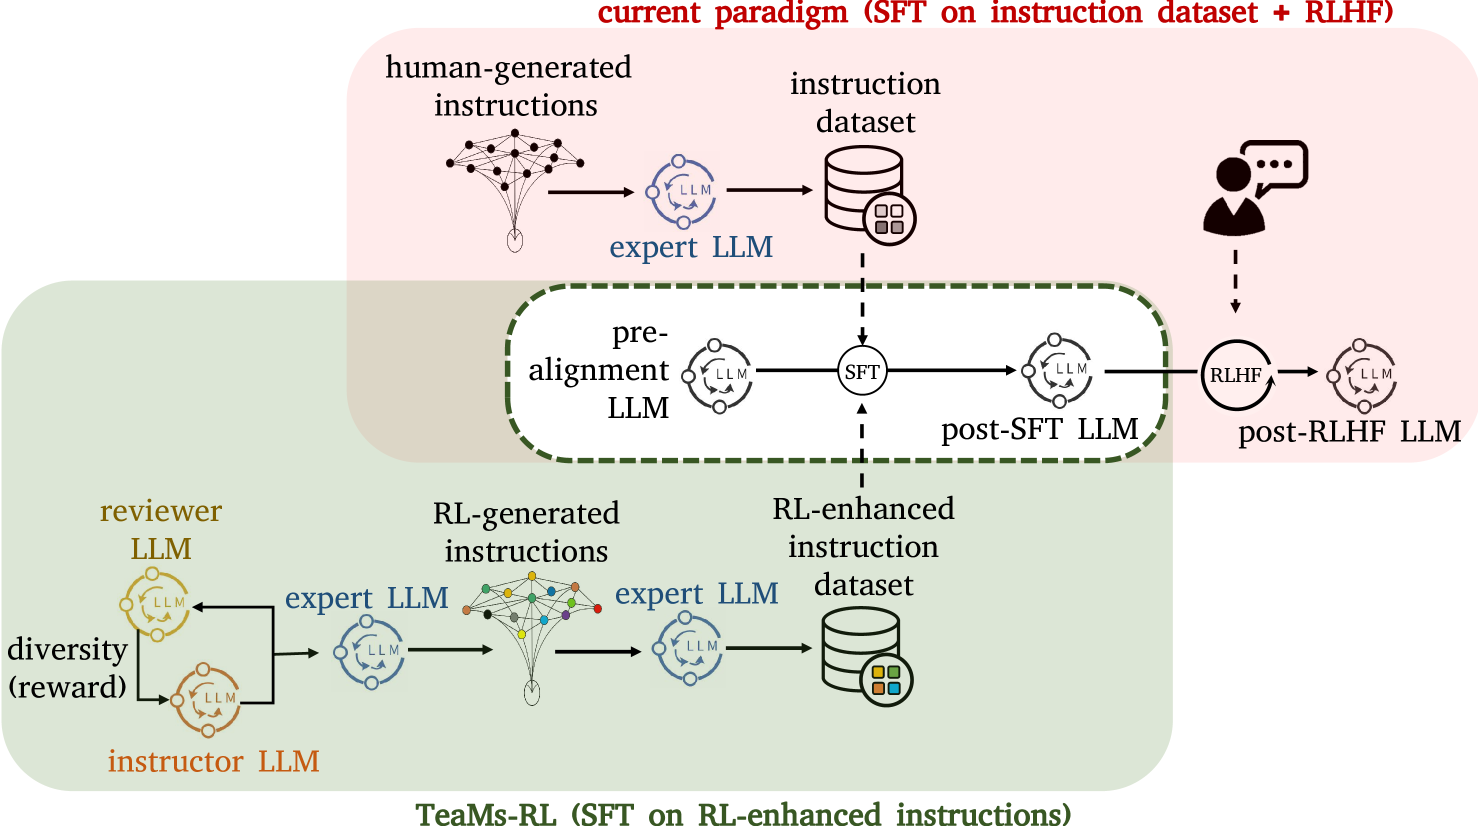 current paradigm (SFT on instruction dataset + RLHF)
human-generated
instructions
instruction
dataset
LLM
expert LLM
pre-
alignment
LLM
LLM
SFT
LLM
post-SFT LLM
RLHF
LLM
post-RLHF LLM
reviewer
LLM
LLM
diversity
(reward)
LLM
instructor LLM
expert LLM
LLM
RL-generated
instructions
expert LLM
LLM
RL-enhanced
instruction
dataset
TeaMs-RL (SFT on RL-enhanced instructions)